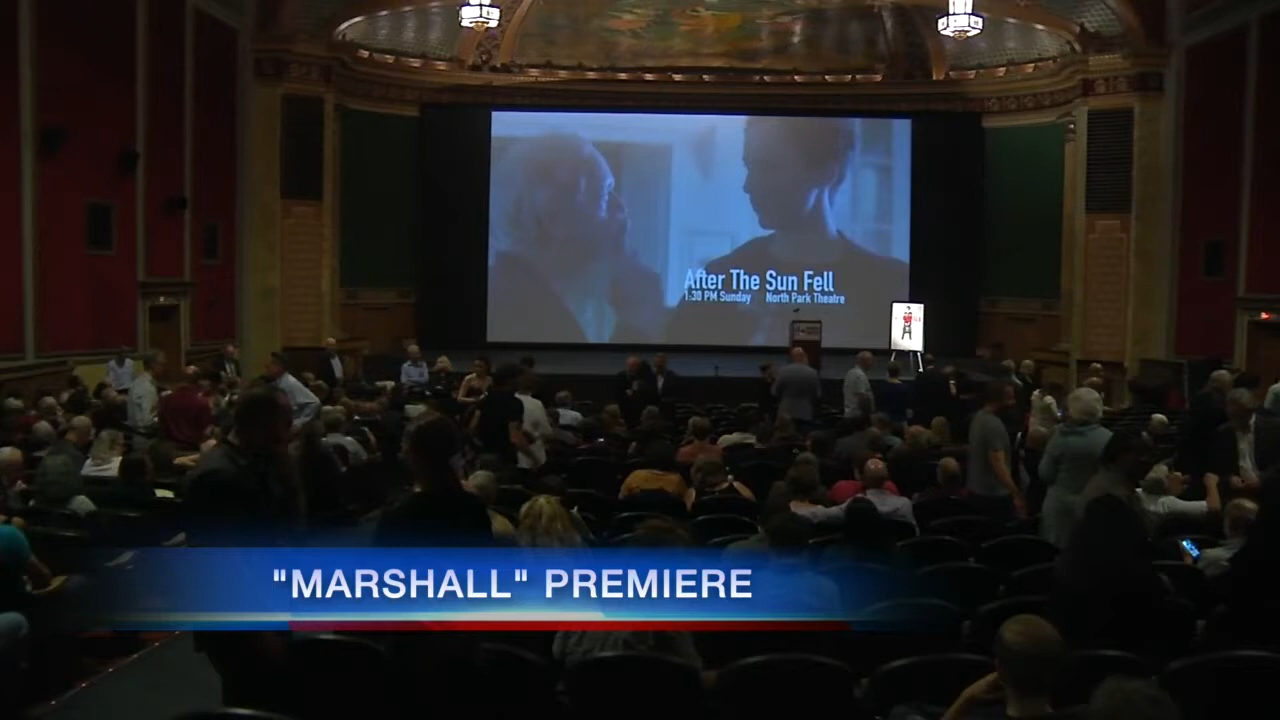 After The Sun Fell
1:30 PM Sunday North Park Theatre
"MARSHALL" PREMIERE